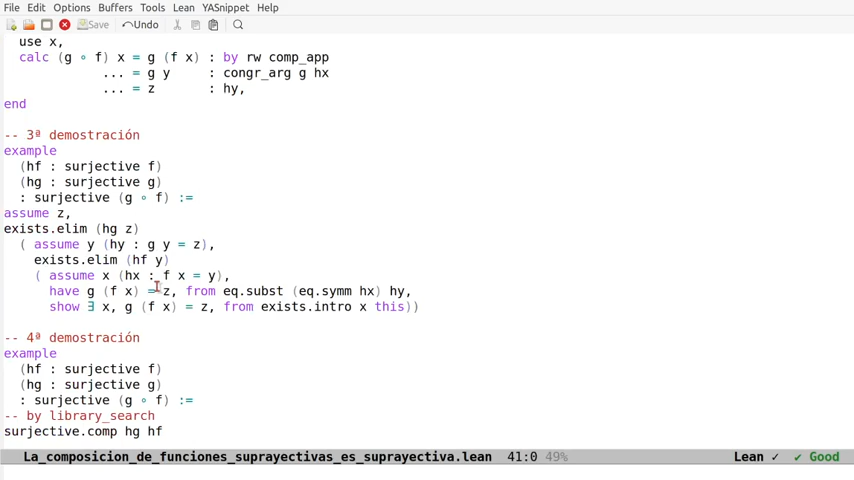 File Edit Options Buffers Tools Lean YASnippet Help
Save Undo
use x,
calc (g ∘ f) x = g (f x) : by rw comp_app
... = g y : congr_arg g hx
... = z : hy,
end
-- 3ª demostración
example
(hf : surjective f)
(hg : surjective g)
: surjective (g ∘ f) :=
assume z,
exists.elim (hg z)
( assume y (hy : g y = z),
exists.elim (hf y)
( assume x (hx : f x = y),
have g (f x) = z, from eq.subst (eq.symm hx) hy,
show ∃ x, g (f x) = z, from exists.intro x this))
-- 4ª demostración
example
(hf : surjective f)
(hg : surjective g)
: surjective (g ∘ f) :=
-- by library_search
surjective.comp hg hf
La_composicion_de_funciones_suprayectivas_es_suprayectiva.lean 41:0 49% Lean ✓ ✔ Good